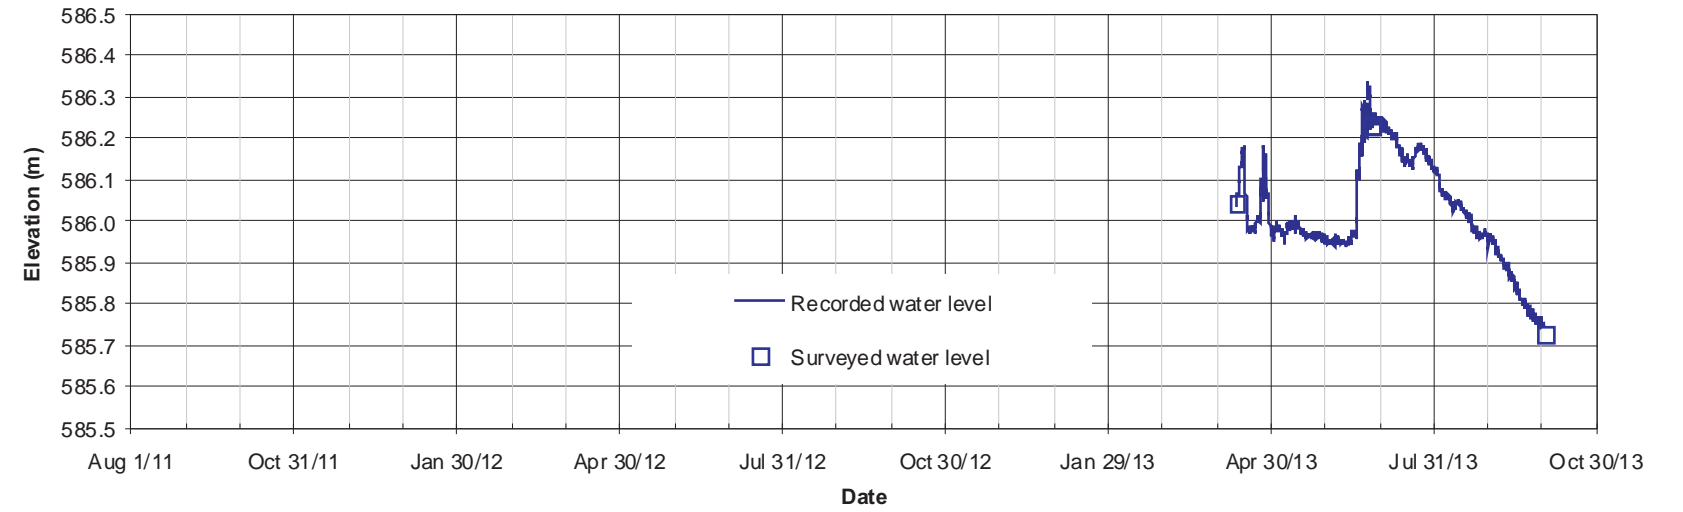 586.5
586.4
586.3
586.2
586.1
586.0
585.9
585.8
585.7
585.6
585.5
Elevation (m)
Recorded water level
Surveyed water level
Aug 1/11 Oct 31/11 Jan 30/12 Apr 30/12 Jul 31/12 Oct 30/12 Jan 29/13 Apr 30/13 Jul 31/13 Oct 30/13
Date